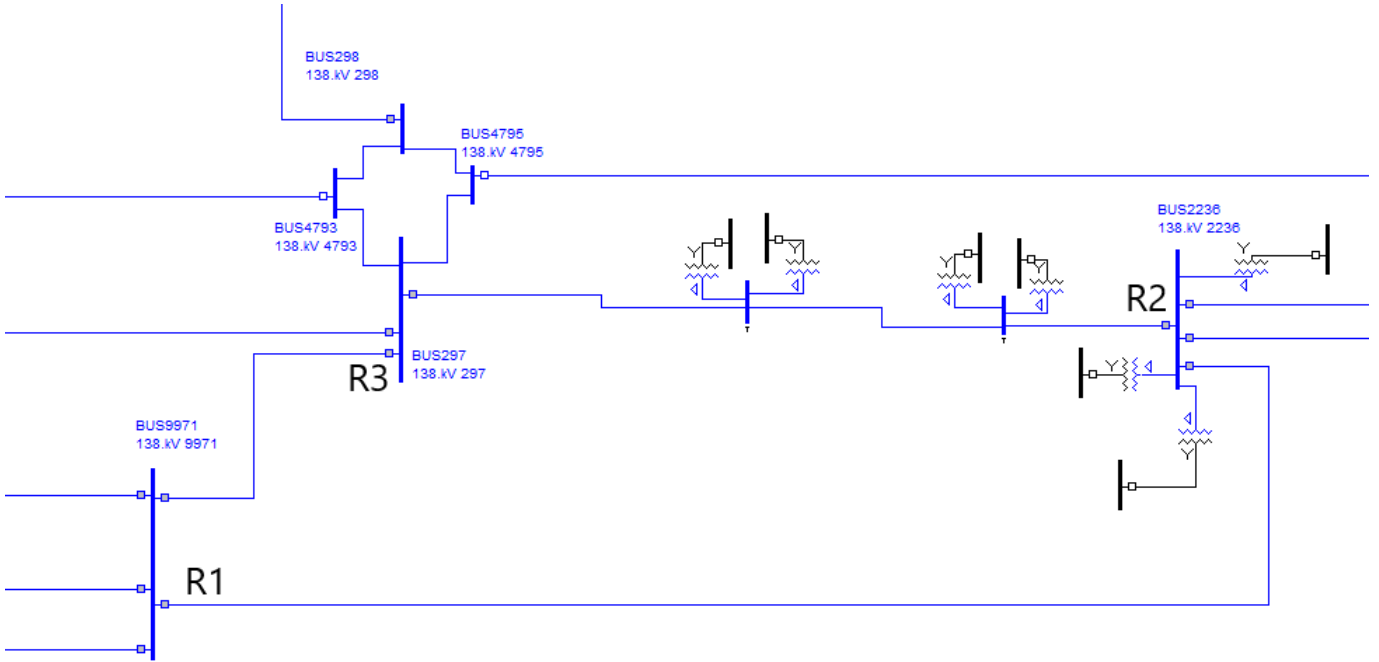 BUS298
138.kV 298
BUS4795
138.kV 4795
BUS4793
138.kV 4793
BUS2236
138.kV 2236
R2
T
T
BUS297
138.kV 297
R3
BUS9971
138.kV 9971
R1